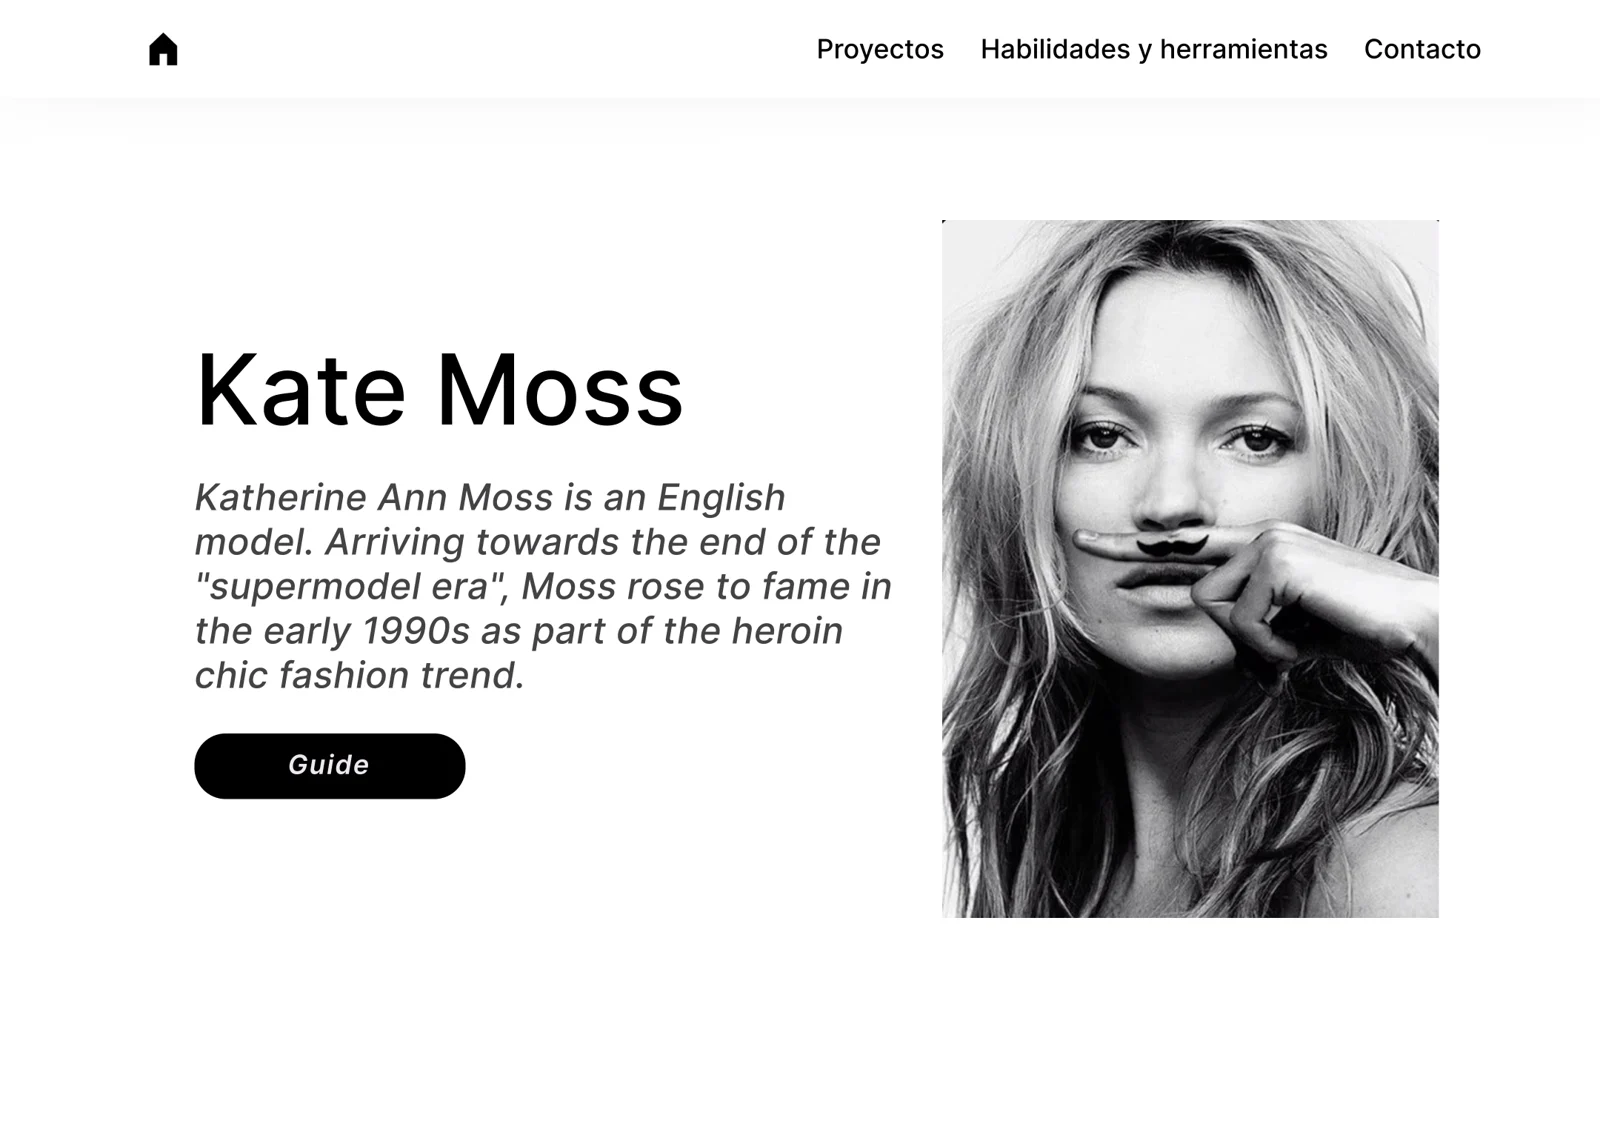 Proyectos
Habilidades y herramientas
Contacto
Kate Moss
Katherine Ann Moss is an English
model. Arriving towards the end of the
"supermodel era", Moss rose to fame in
the early 1990s as part of the heroin
chic fashion trend.
Guide